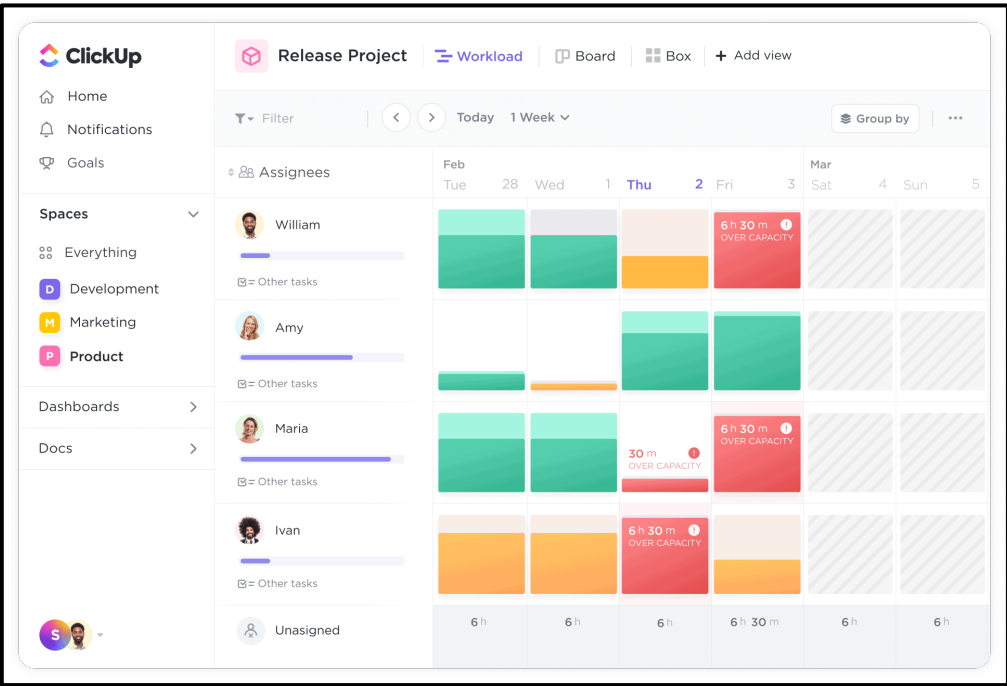 ClickUp
Home
Notifications
Goals
Spaces
Everything
D Development
M Marketing
P Product
Dashboards
Docs
S
Release Project Workload Board Box + Add view
Filter Today 1 Week Group by
Assignees
Feb Mar
Tue 28 Wed 1 Thu 2 Fri 3 Sat 4 Sun 5
William
Other tasks
6 h 30 m !
OVER CAPACITY
Amy
Other tasks
Maria
Other tasks
30 m !
OVER CAPACITY
6 h 30 m !
OVER CAPACITY
Ivan
Other tasks
6 h 30 m !
OVER CAPACITY
Unasigned
6 h 6 h 6 h 6 h 30 m 6 h 6 h